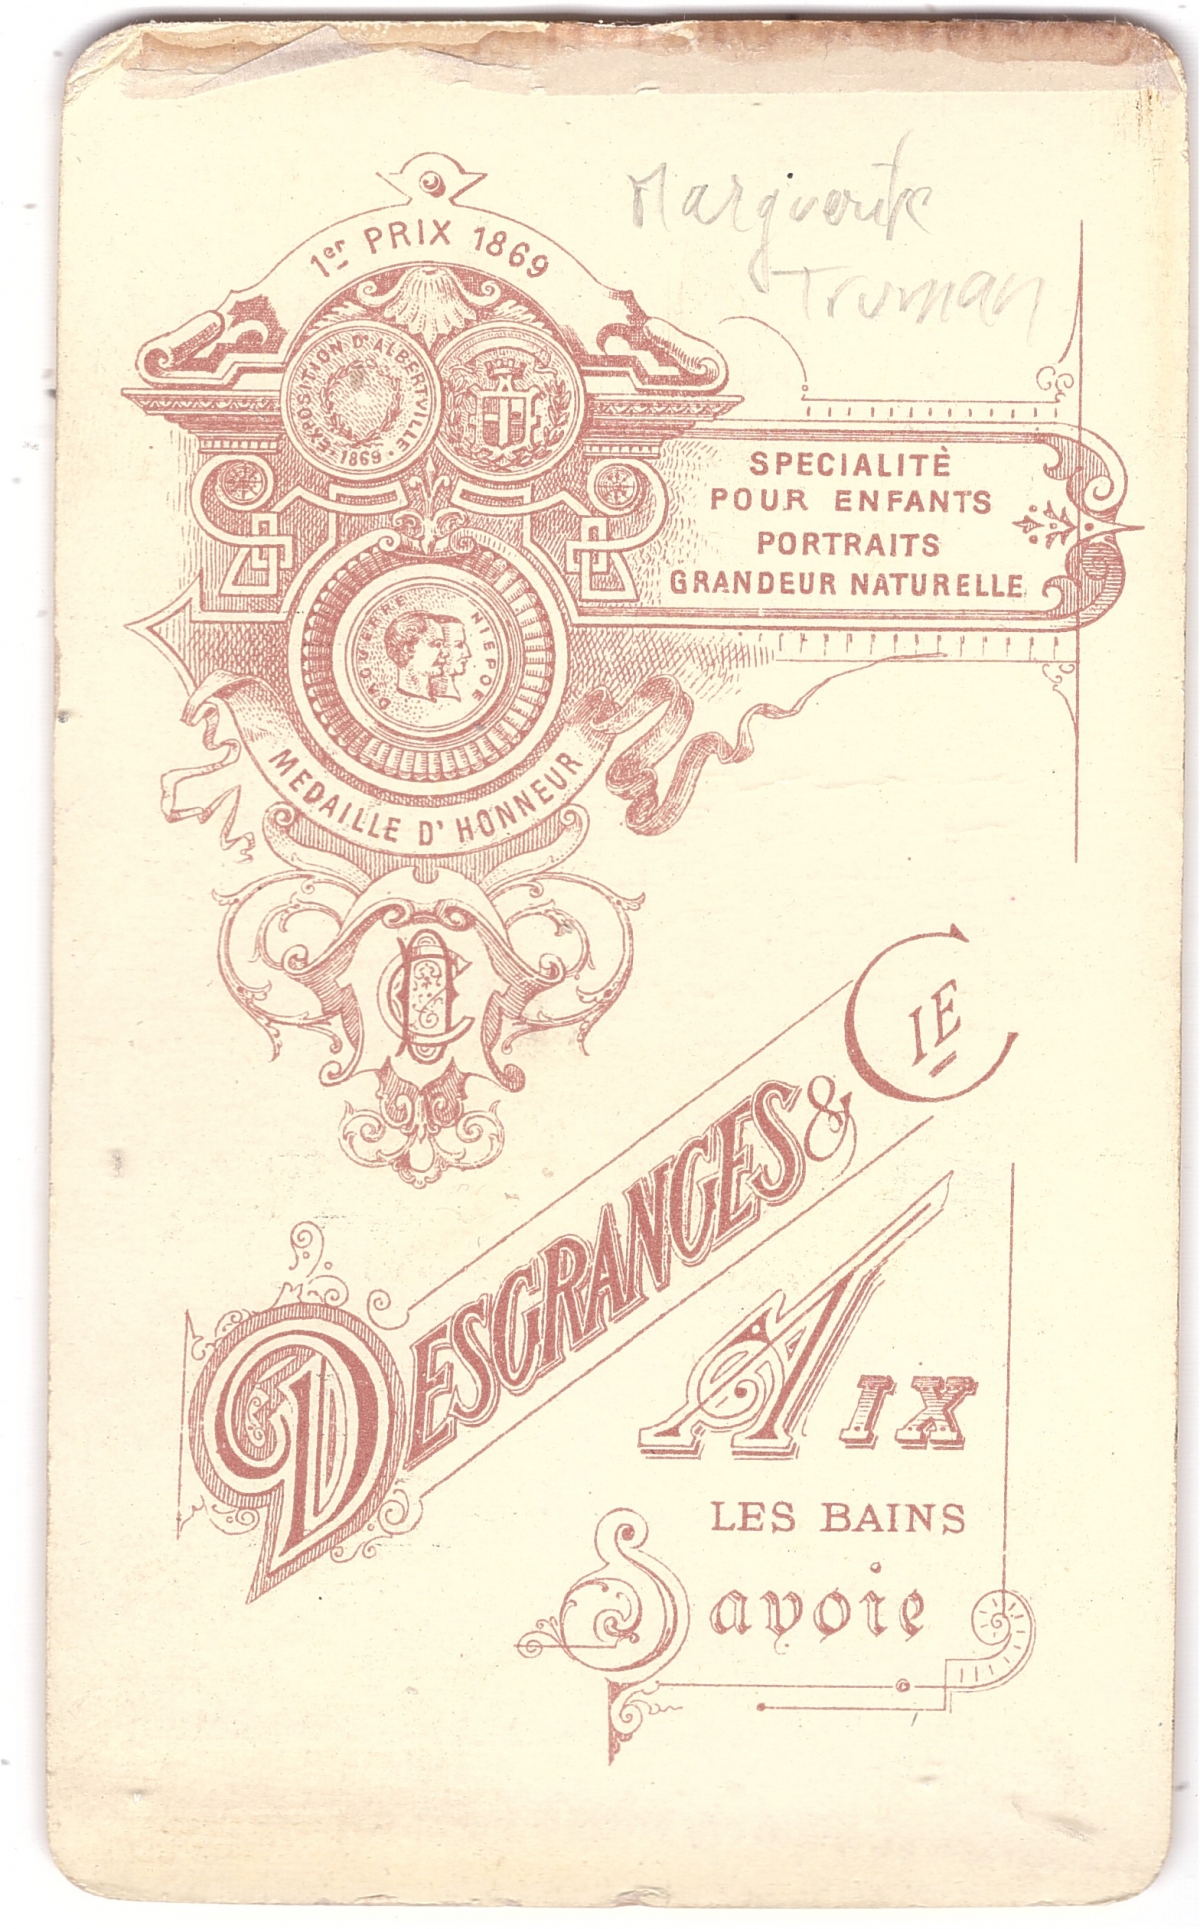 Marguerite
Truman
1er PRIX 1869
EXPOSITION D'ALBERTVILLE
1869
SPECIALITÈ
POUR ENFANTS
PORTRAITS
GRANDEUR NATURELLE
DAGUERRE NIEPCE
MEDAILLE D'HONNEUR
DESGRANGES & CIE
AIX
LES BAINS
Savoie